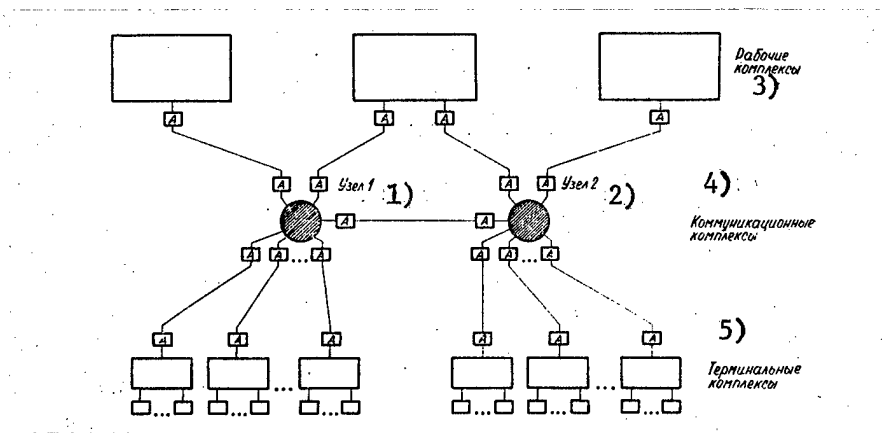 Рабочие
комплексы
3)
А
А А
А
А А Узел 1 1)
А А Узел 2 2)
4)
А А
Коммуникационные
комплексы
А А ... А
А А ... А
А А А
А А А
5)
... ...
Терминальные
комплексы
... ... ... ... ... ...